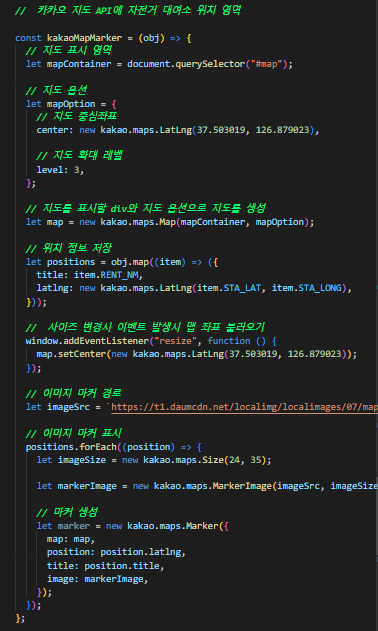 //  카카오 지도 API에 자전거 대여소 위치 영역
const kakaoMapMarker = (obj) => {
  // 지도 표시 영역
  let mapContainer = document.querySelector("#map");
  // 지도 옵션
  let mapOption = {
    // 지도 중심좌표
    center: new kakao.maps.LatLng(37.503019, 126.879023),
    // 지도 확대 레벨
    level: 3,
  };
  // 지도를 표시할 div와 지도 옵션으로 지도를 생성
  let map = new kakao.maps.Map(mapContainer, mapOption);
  // 위치 정보 저장
  let positions = obj.map((item) => ({
    title: item.RENT_NM,
    latlng: new kakao.maps.LatLng(item.STA_LAT, item.STA_LONG),
  }));
  //  사이즈 변경시 이벤트 발생시 맵 좌표 불러오기
  window.addEventListener("resize", function () {
    map.setCenter(new kakao.maps.LatLng(37.503019, 126.879023));
  });
  // 이미지 마커 경로
  let imageSrc = `https://t1.daumcdn.net/localimg/localimages/07/map
  // 이미지 마커 표시
  positions.forEach((position) => {
    let imageSize = new kakao.maps.Size(24, 35);
    let markerImage = new kakao.maps.MarkerImage(imageSrc, imageSize
    // 마커 생성
    let marker = new kakao.maps.Marker({
      map: map,
      position: position.latlng,
      title: position.title,
      image: markerImage,
    });
  });
};